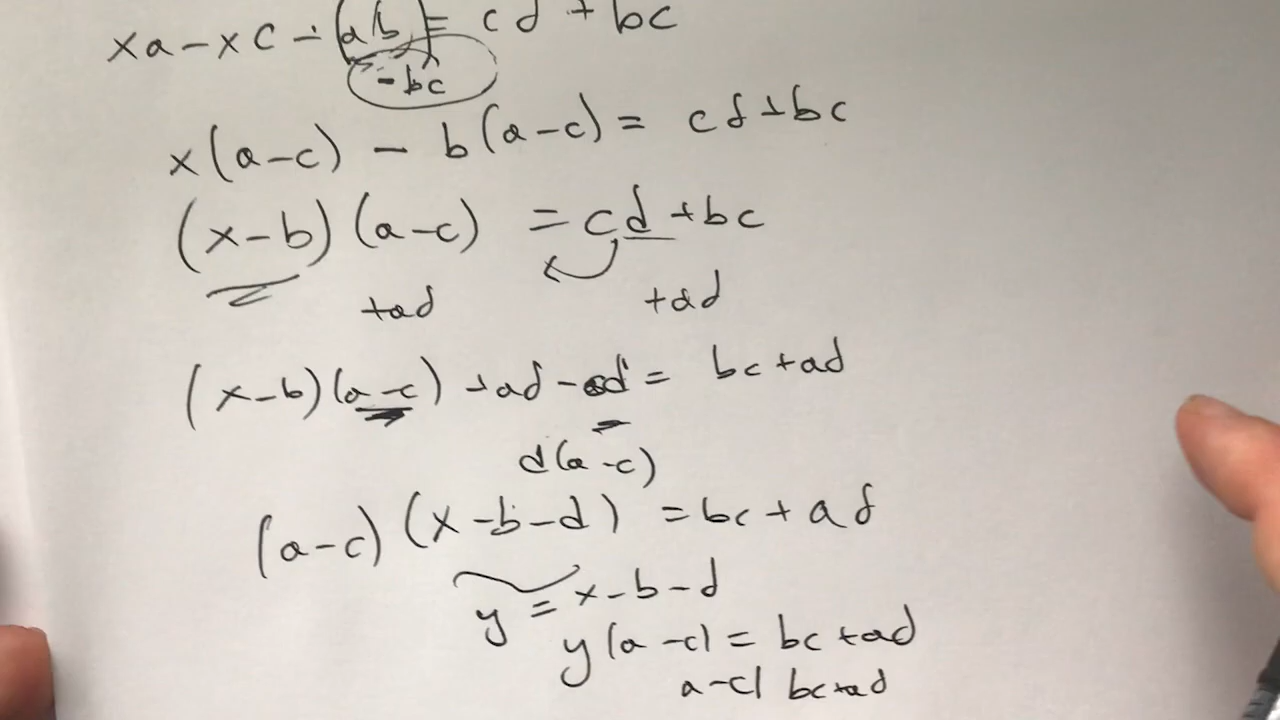 xa-xc-(ab)= cd +bc
-bc
x(a-c) - b(a-c) = cd+bc
(x-b)(a-c) = cd +bc
+ad +ad
(x-b)(a-c) +ad-cd = bc+ad
d(a-c)
(a-c)(x-b-d) = bc+ad
y = x-b-d
y(a-c) = bc+ad
a-c| bc+ad